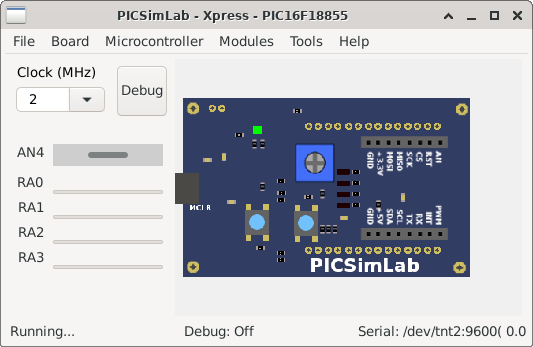 PICSimLab - Xpress - PIC16F18855
File Board Microcontroller Modules Tools Help
Clock (MHz)
2
Debug
AN4
RA0
RA1
RA2
RA3
GND
+3.3V
MOSI
MISO
SCK
CS
RST
AN
MCLR
GND
+5V
SDA
SCL
TX
RX
INT
PWM
PICSimLab
Running...
Debug: Off
Serial: /dev/tnt2:9600( 0.0